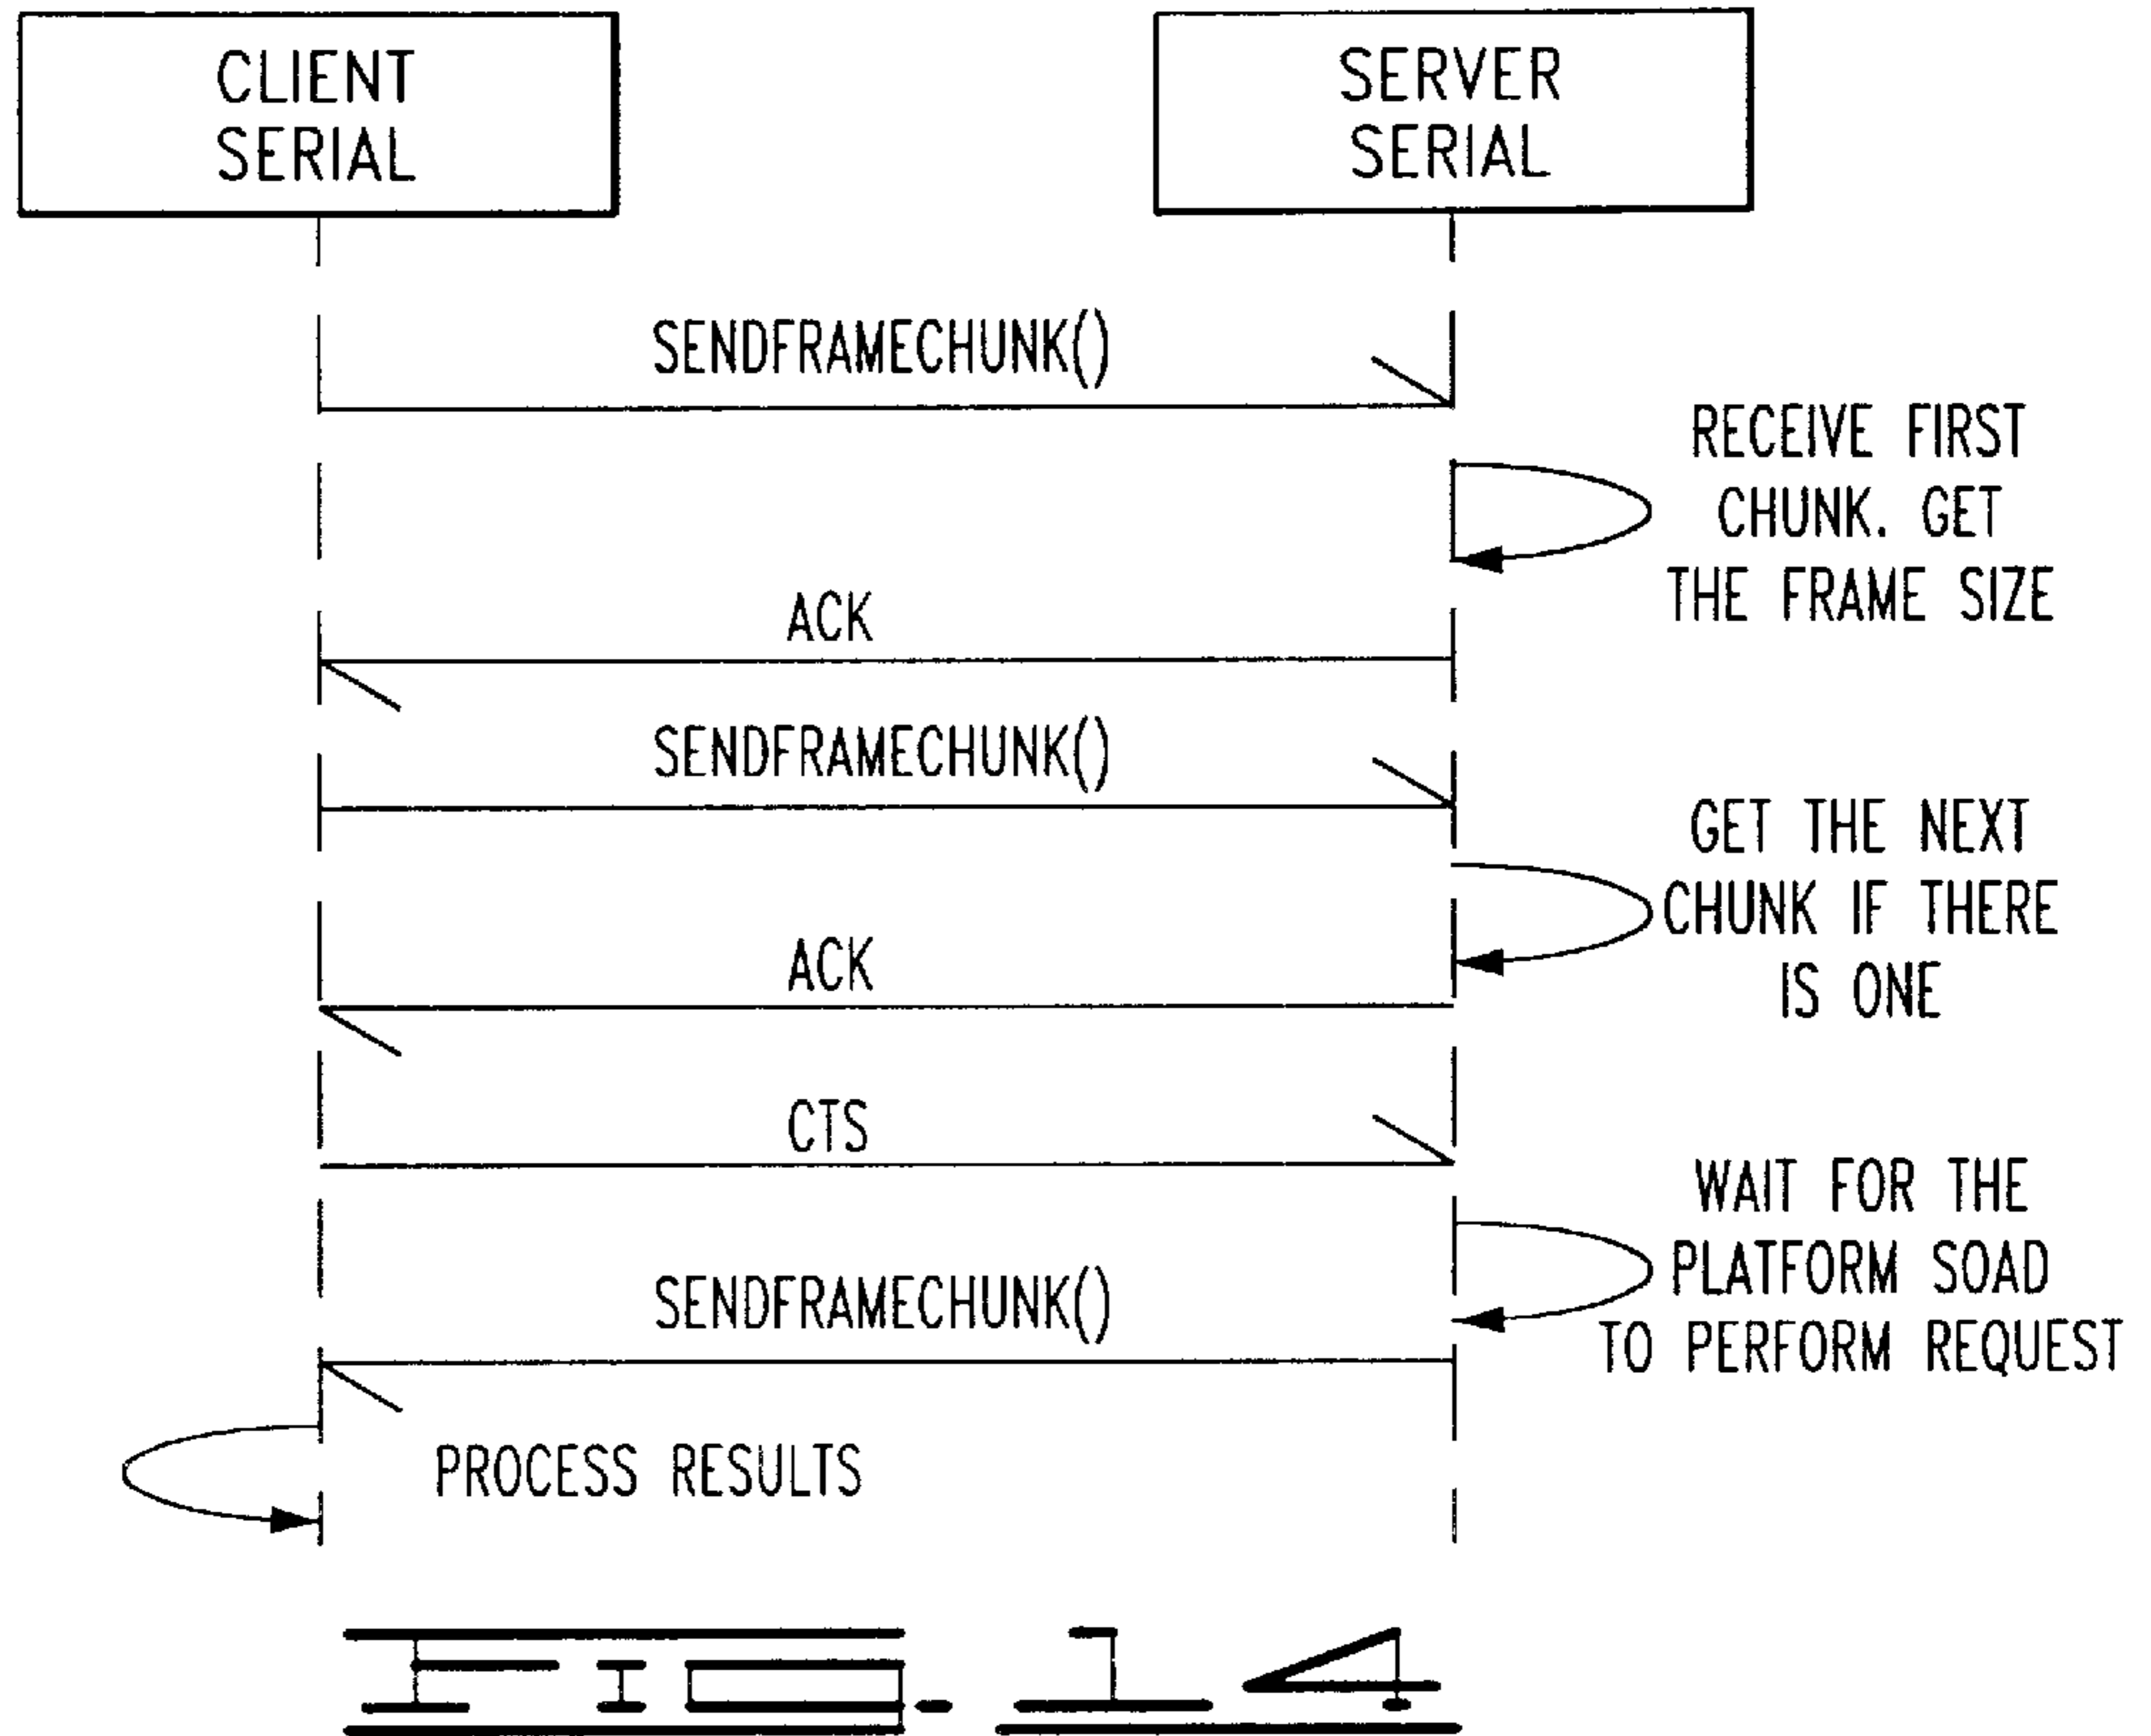 CLIENT
SERIAL
SERVER
SERIAL
SENDFRAMECHUNK()
RECEIVE FIRST
CHUNK. GET
THE FRAME SIZE
ACK
SENDFRAMECHUNK()
GET THE NEXT
CHUNK IF THERE
IS ONE
ACK
CTS
WAIT FOR THE
PLATFORM SOAD
TO PERFORM REQUEST
SENDFRAMECHUNK()
PROCESS RESULTS
FIG. 14